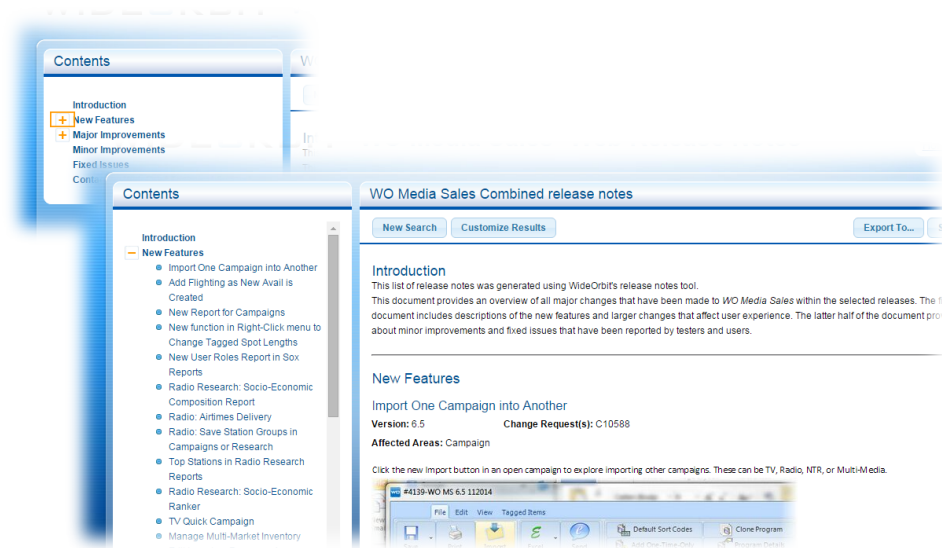 Contents
Introduction
New Features
Major Improvements
Minor Improvements
Fixed Issues
Contents
Introduction
New Features
Import One Campaign into Another
Add Flighting as New Avail is
Created
New Report for Campaigns
New function in Right-Click menu to
Change Tagged Spot Lengths
New User Roles Report in Sox
Reports
Radio Research: Socio-Economic
Composition Report
Radio: Airtimes Delivery
Radio: Save Station Groups in
Campaigns or Research
Top Stations in Radio Research
Reports
Radio Research: Socio-Economic
Ranker
TV Quick Campaign
Manage Multi-Market Inventory
WO Media Sales Combined release notes
New Search Customize Results Export To...
Introduction
This list of release notes was generated using WideOrbit's release notes tool.
This document provides an overview of all major changes that have been made to WO Media Sales within the selected releases. The
document includes descriptions of the new features and larger changes that affect user experience. The latter half of the document
about minor improvements and fixed issues that have been reported by testers and users.
New Features
Import One Campaign into Another
Version: 6.5 Change Request(s): C10588
Affected Areas: Campaign
Click the new Import button in an open campaign to explore importing other campaigns. These can be TV, Radio, NTR, or Multi-Media.
WO #4139-WO MS 6.5 112014
File Edit View Tagged Items
Default Sort Codes Clone Program
Add One Time Only Program Details